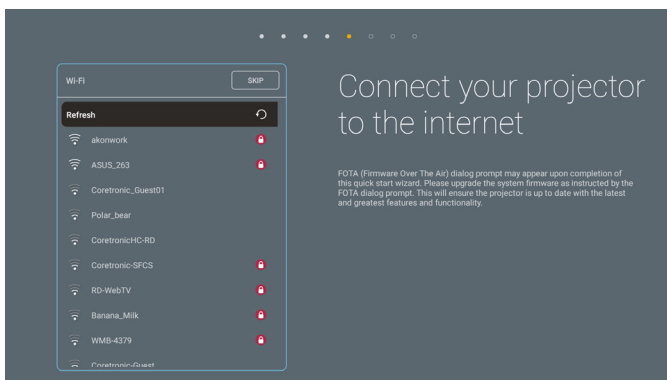 Wi-Fi
SKIP
Refresh
akonwork
ASUS_263
Coretronic_Guest01
Polar_bear
CoretronicHC-RD
Coretronic-SFCS
RD-WebTV
Banana_Milk
WMB-4379
Coretronic-Guest
Connect your projector
to the internet
FOTA (Firmware Over The Air) dialog prompt may appear upon completion of
this quick start wizard. Please upgrade the system firmware as instructed by the
FOTA dialog prompt. This will ensure the projector is up to date with the latest
and greatest features and functionality.